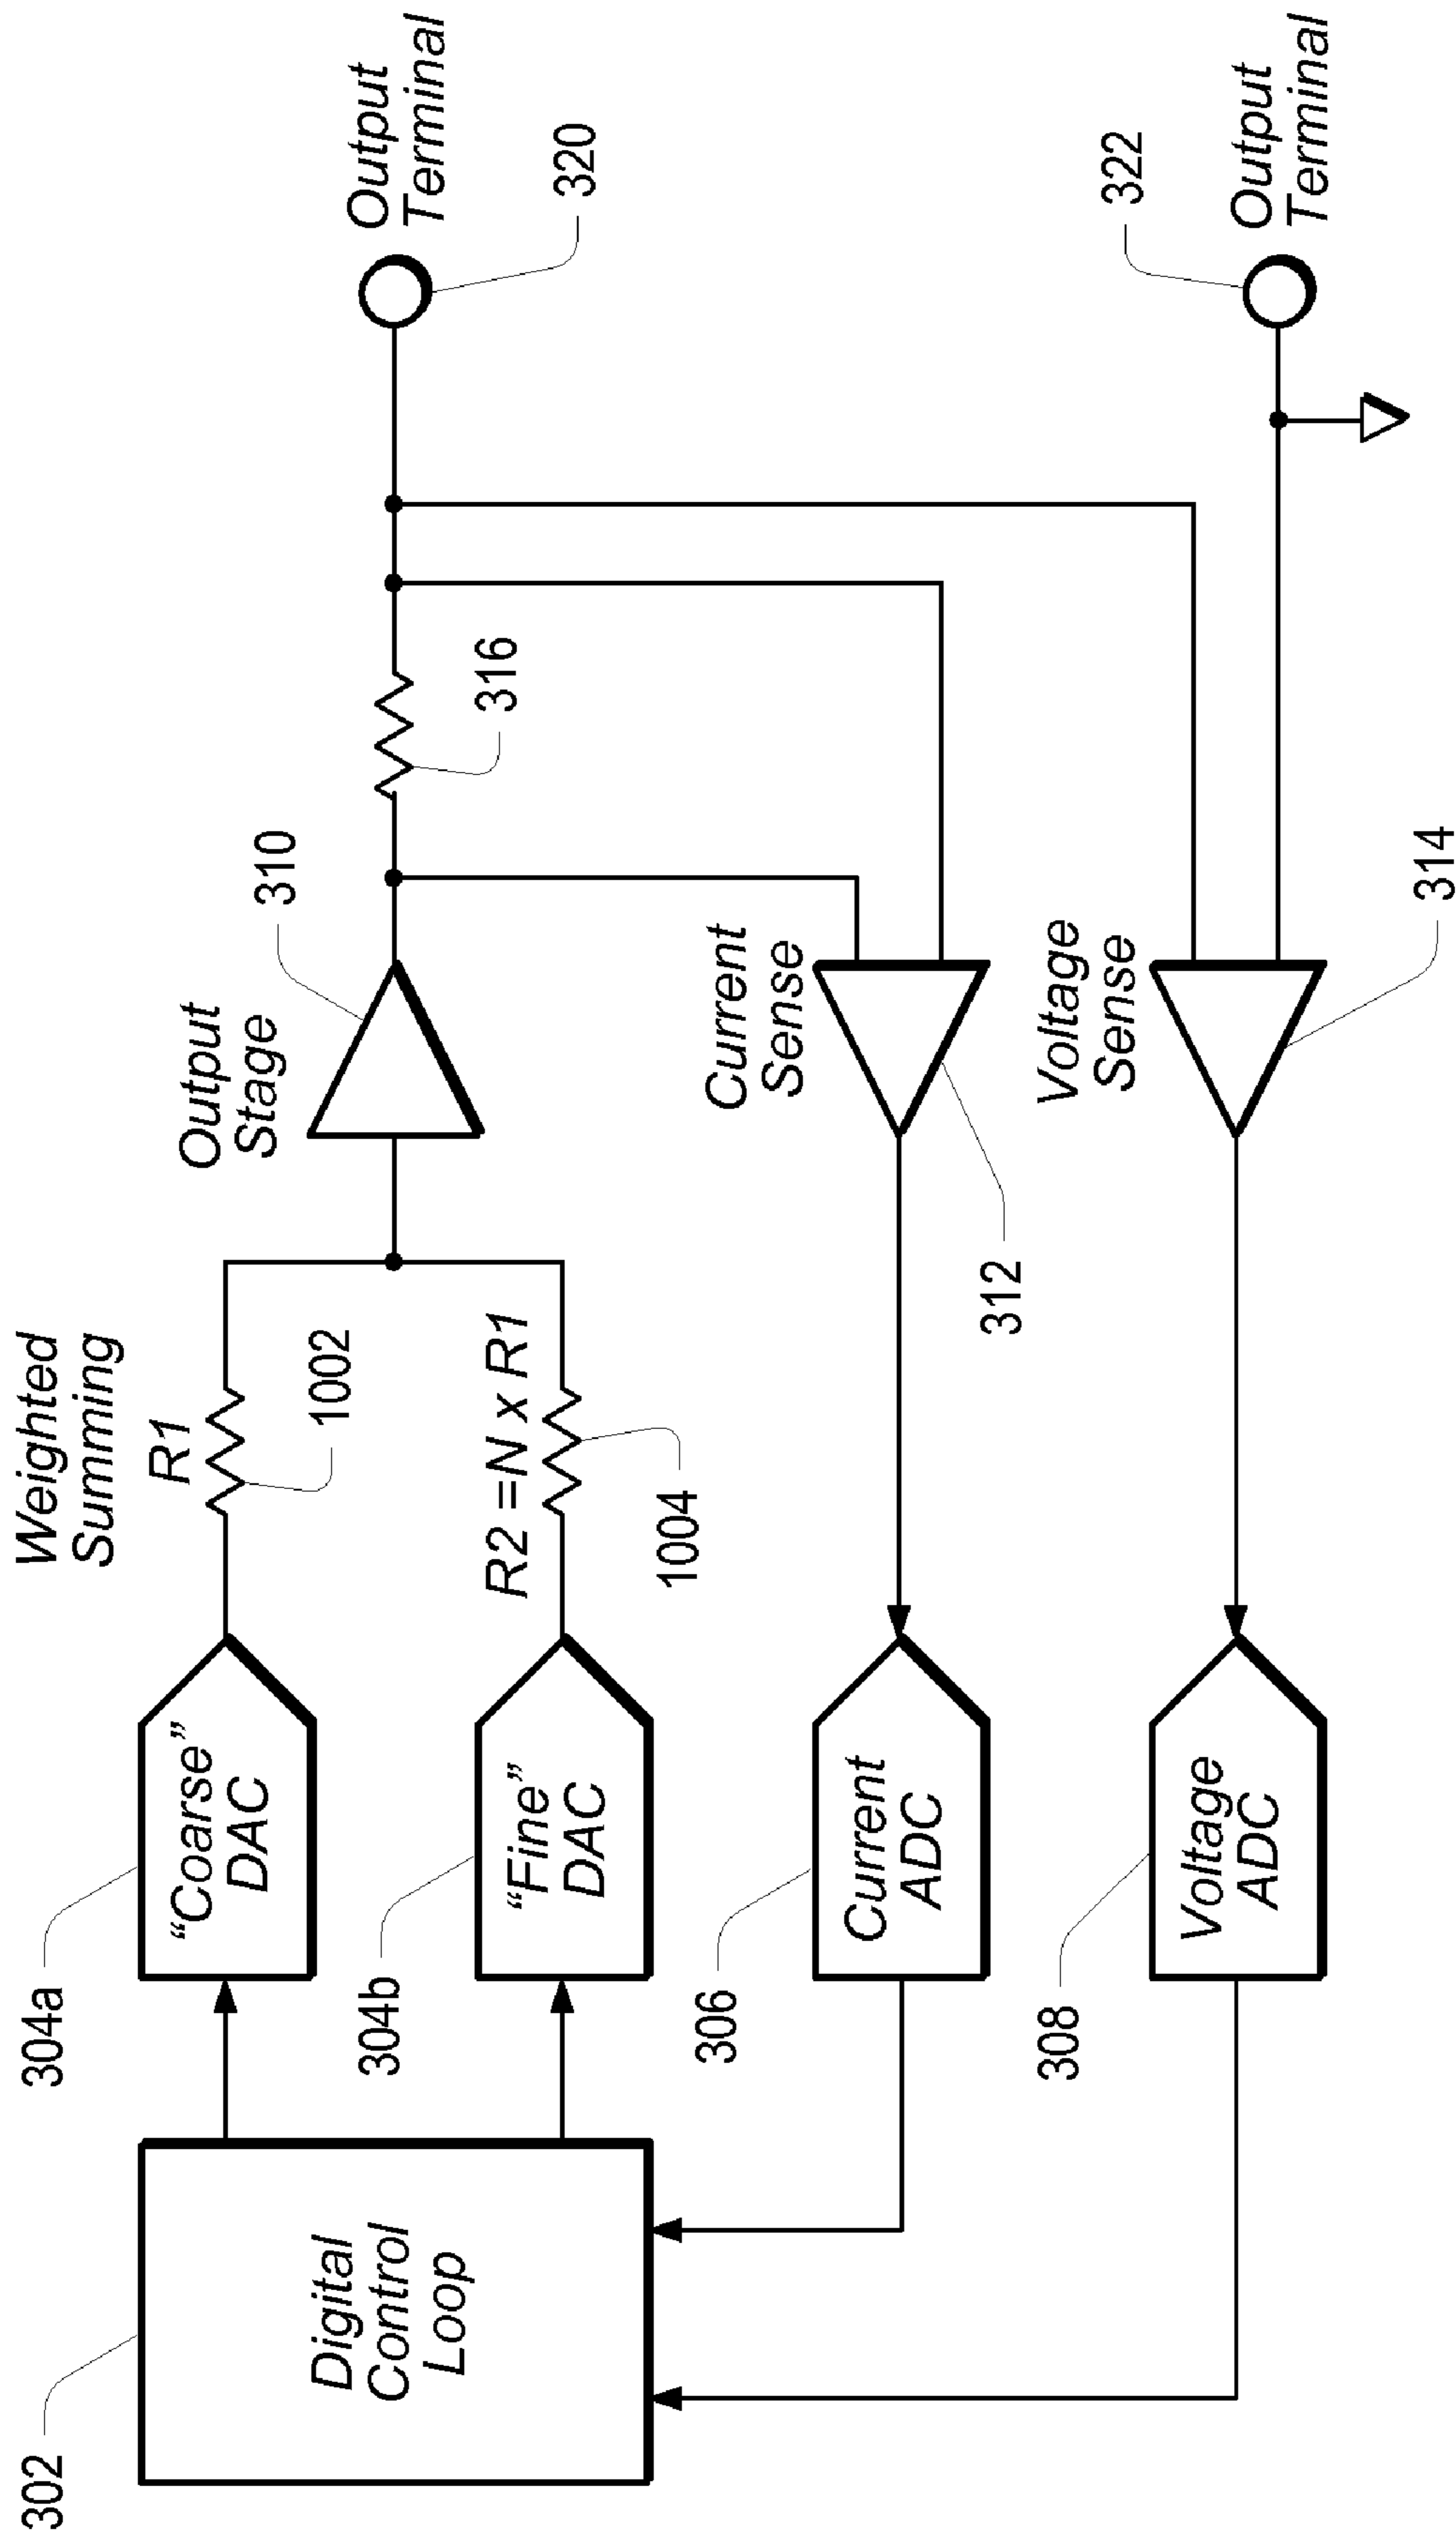 Weighted
Summing
304a
"Coarse"
DAC
R1
1002
Output
Stage
310
Output
Terminal
320
316
302
Digital
Control
Loop
304b
"Fine"
DAC
R2 =N x R1
1004
306
Current
ADC
312
Current
Sense
308
Voltage
ADC
Voltage
Sense
314
322
Output
Terminal